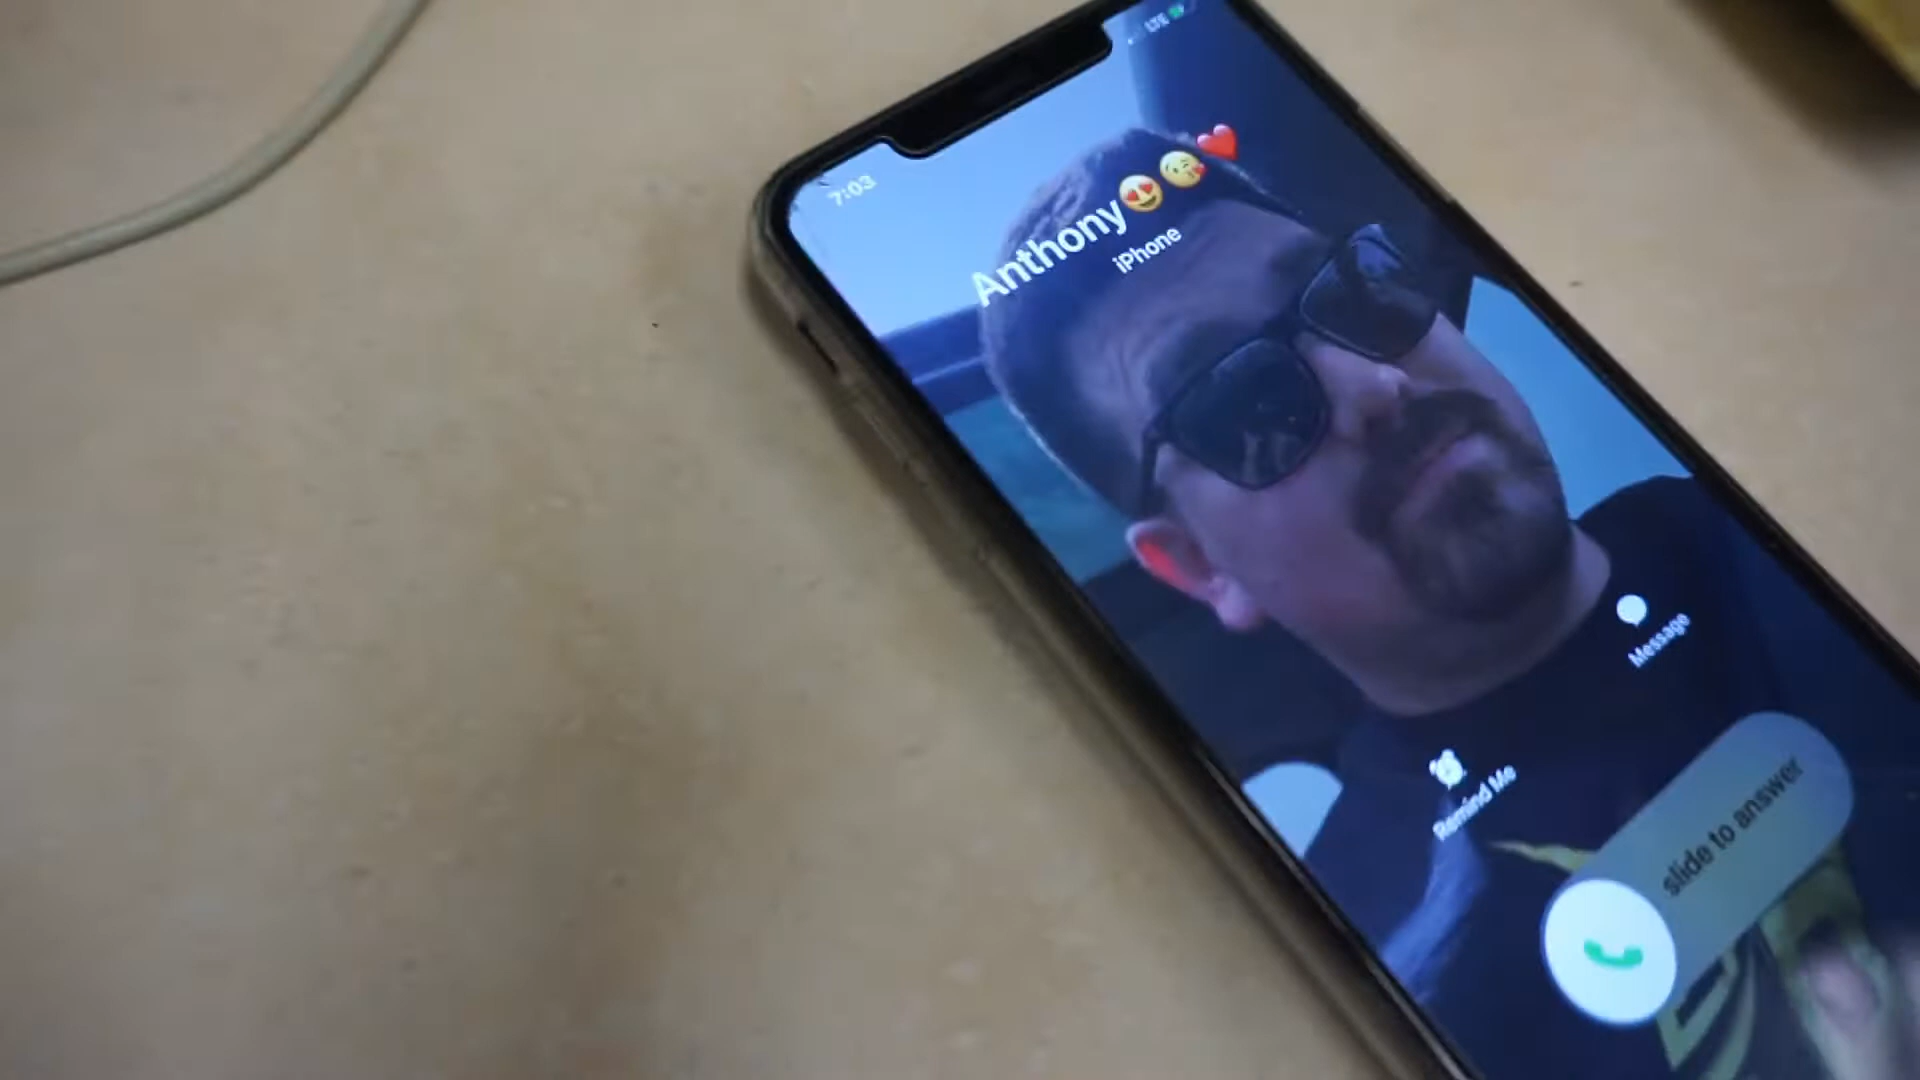 LTE
7:03
Anthony😍😘❤️
iPhone
Message
Remind Me
slide to answer